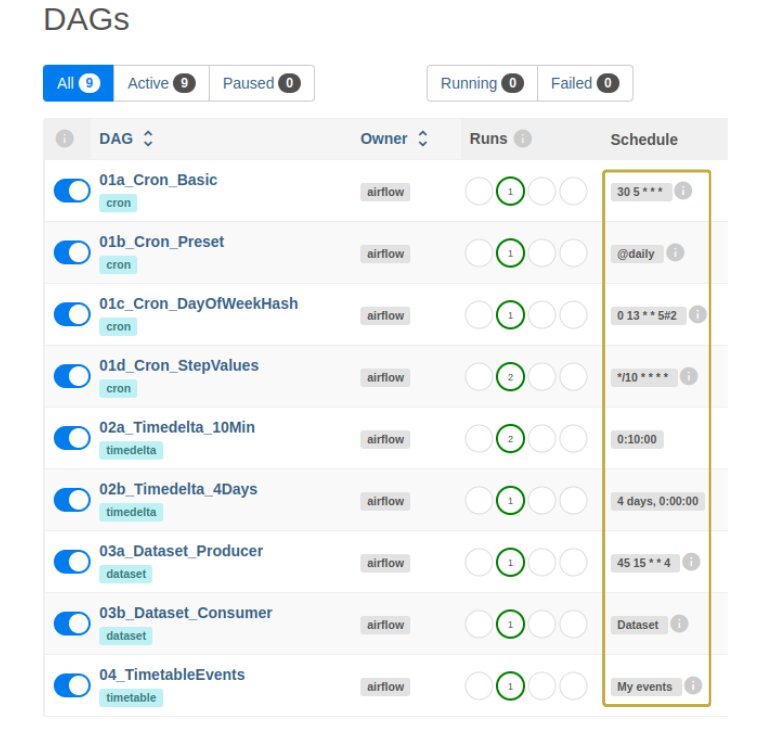 DAGs
All 9 Active 9 Paused 0 Running 0 Failed 0
i DAG Owner Runs i Schedule
01a_Cron_Basic airflow 1 30 5 * * * i
cron
01b_Cron_Preset airflow 1 @daily i
cron
01c_Cron_DayOfWeekHash airflow 1 0 13 * * 5#2 i
cron
01d_Cron_StepValues airflow 2 */10 * * * * i
cron
02a_Timedelta_10Min airflow 2 0:10:00
timedelta
02b_Timedelta_4Days airflow 1 4 days, 0:00:00
timedelta
03a_Dataset_Producer airflow 1 45 15 * * 4 i
dataset
03b_Dataset_Consumer airflow 1 Dataset i
dataset
04_TimetableEvents airflow 1 My events i
timetable